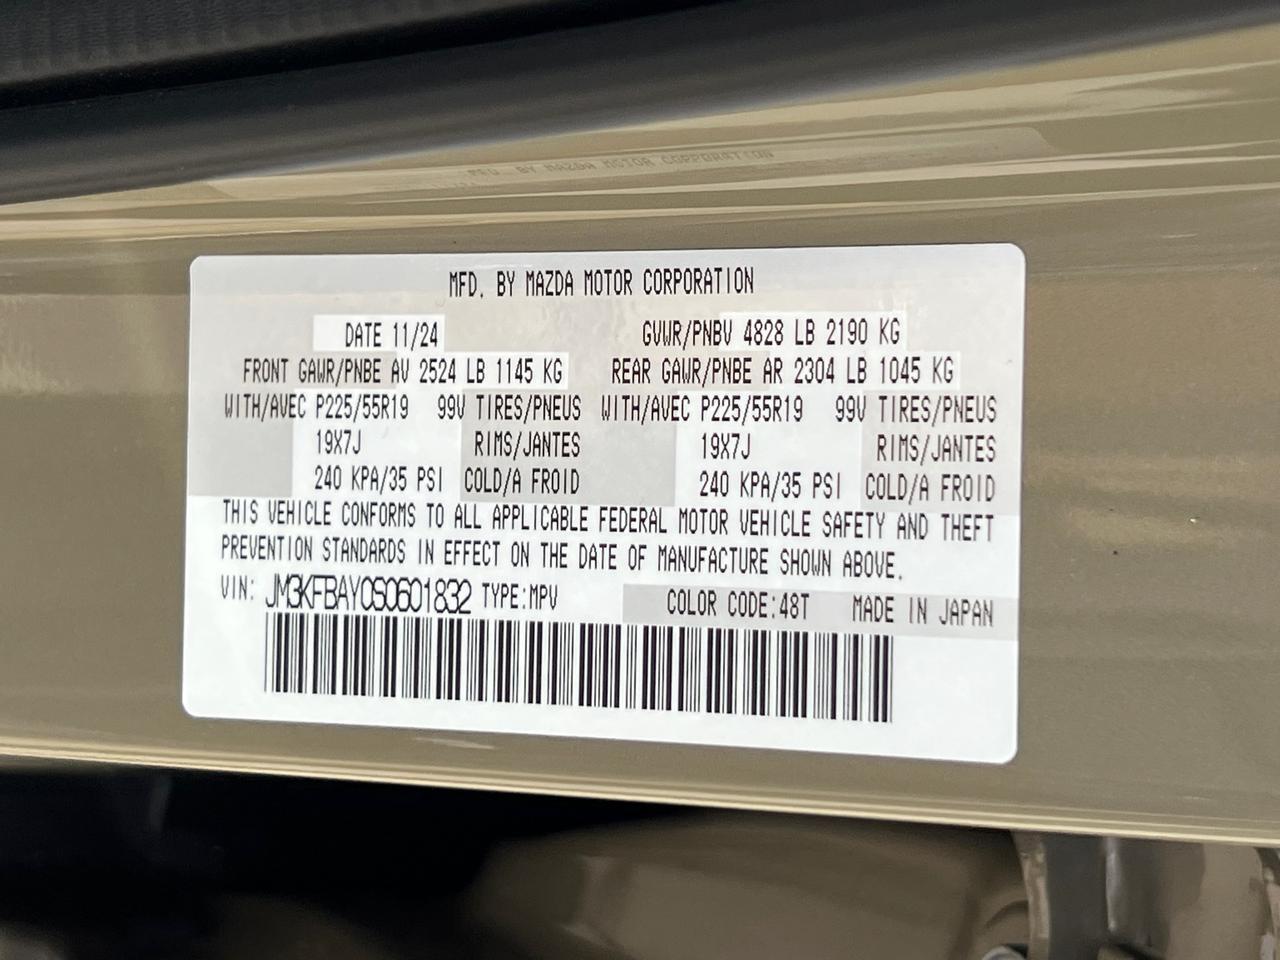 MFD. BY MAZDA MOTOR CORPORATION
MFD. BY MAZDA MOTOR CORPORATION
DATE 11/24 GVWR/PNBV 4828 LB 2190 KG
FRONT GAWR/PNBE AV 2524 LB 1145 KG REAR GAWR/PNBE AR 2304 LB 1045 KG
WITH/AVEC P225/55R19 99V TIRES/PNEUS WITH/AVEC P225/55R19 99V TIRES/PNEUS
19X7J RIMS/JANTES 19X7J RIMS/JANTES
240 KPA/35 PSI COLD/A FROID 240 KPA/35 PSI COLD/A FROID
THIS VEHICLE CONFORMS TO ALL APPLICABLE FEDERAL MOTOR VEHICLE SAFETY AND THEFT
PREVENTION STANDARDS IN EFFECT ON THE DATE OF MANUFACTURE SHOWN ABOVE.
VIN: JM3KFBAY0S0601832 TYPE:MPV COLOR CODE:48T MADE IN JAPAN